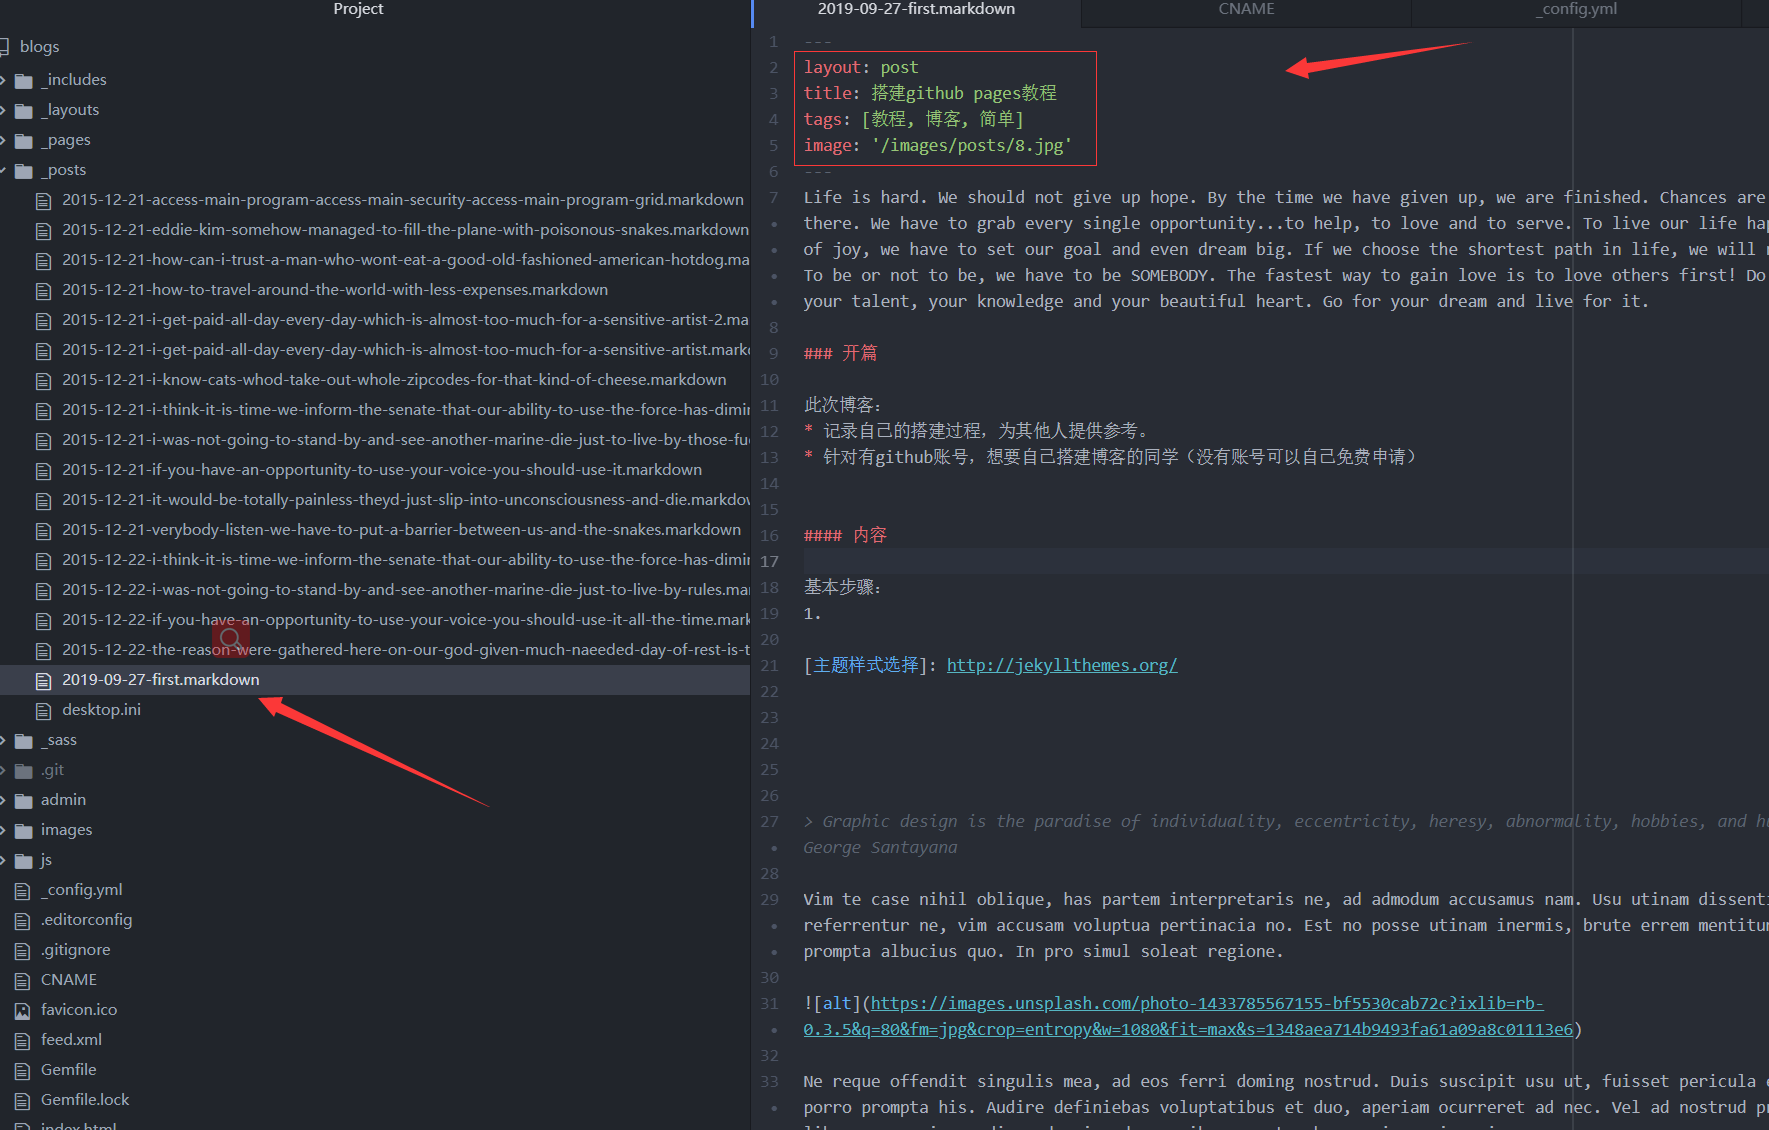 Project
blogs
_includes
_layouts
_pages
_posts
2015-12-21-access-main-program-access-main-security-access-main-program-grid.markdown
2015-12-21-eddie-kim-somehow-managed-to-fill-the-plane-with-poisonous-snakes.markdown
2015-12-21-how-can-i-trust-a-man-who-wont-eat-a-good-old-fashioned-american-hotdog.ma
2015-12-21-how-to-travel-around-the-world-with-less-expenses.markdown
2015-12-21-i-get-paid-all-day-every-day-which-is-almost-too-much-for-a-sensitive-artist-2.ma
2015-12-21-i-get-paid-all-day-every-day-which-is-almost-too-much-for-a-sensitive-artist.markd
2015-12-21-i-know-cats-whod-take-out-whole-zipcodes-for-that-kind-of-cheese.markdown
2015-12-21-i-think-it-is-time-we-inform-the-senate-that-our-ability-to-use-the-force-has-dimin
2015-12-21-i-was-not-going-to-stand-by-and-see-another-marine-die-just-to-live-by-those-fuc
2015-12-21-if-you-have-an-opportunity-to-use-your-voice-you-should-use-it.markdown
2015-12-21-it-would-be-totally-painless-theyd-just-slip-into-unconsciousness-and-die.markdow
2015-12-21-verybody-listen-we-have-to-put-a-barrier-between-us-and-the-snakes.markdown
2015-12-22-i-think-it-is-time-we-inform-the-senate-that-our-ability-to-use-the-force-has-dimin
2015-12-22-i-was-not-going-to-stand-by-and-see-another-marine-die-just-to-live-by-rules.mar
2015-12-22-if-you-have-an-opportunity-to-use-your-voice-you-should-use-it-all-the-time.mark
2015-12-22-the-reason-were-gathered-here-on-our-god-given-much-naeeded-day-of-rest-is-t
2019-09-27-first.markdown
desktop.ini
_sass
.git
admin
images
js
_config.yml
.editorconfig
.gitignore
CNAME
favicon.ico
feed.xml
Gemfile
Gemfile.lock
index.html
2019-09-27-first.markdown CNAME _config.yml
1 ---
2 layout: post
3 title: 搭建github pages教程
4 tags: [教程, 博客, 简单]
5 image: '/images/posts/8.jpg'
6 ---
7 Life is hard. We should not give up hope. By the time we have given up, we are finished. Chances are
• there. We have to grab every single opportunity...to help, to love and to serve. To live our life hap
• of joy, we have to set our goal and even dream big. If we choose the shortest path in life, we will
• To be or not to be, we have to be SOMEBODY. The fastest way to gain love is to love others first! Do
• your talent, your knowledge and your beautiful heart. Go for your dream and live for it.
8
9 ### 开篇
10
11 此次博客:
12 * 记录自己的搭建过程，为其他人提供参考。
13 * 针对有github账号，想要自己搭建博客的同学（没有账号可以自己免费申请）
14
15
16 #### 内容
17
18 基本步骤:
19 1.
20
21 [主题样式选择]: http://jekyllthemes.org/
22
23
24
25
26
27 > Graphic design is the paradise of individuality, eccentricity, heresy, abnormality, hobbies, and hu
• George Santayana
28
29 Vim te case nihil oblique, has partem interpretaris ne, ad admodum accusamus nam. Usu utinam dissenti
• referrentur ne, vim accusam voluptua pertinacia no. Est no posse utinam inermis, brute errem mentitum
• prompta albucius quo. In pro simul soleat regione.
30
31 ![alt](https://images.unsplash.com/photo-1433785567155-bf5530cab72c?ixlib=rb-
• 0.3.5&q=80&fm=jpg&crop=entropy&w=1080&fit=max&s=1348aea714b9493fa61a09a8c01113e6)
32
33 Ne reque offendit singulis mea, ad eos ferri doming nostrud. Duis suscipit usu ut, fuisset pericula
• porro prompta his. Audire definiebas voluptatibus et duo, aperiam ocurreret ad nec. Vel ad nostrud